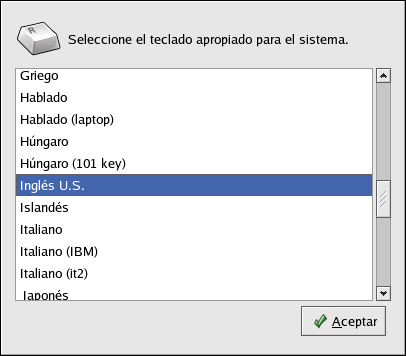 R
Seleccione el teclado apropiado para el sistema.
Griego
Hablado
Hablado (laptop)
Húngaro
Húngaro (101 key)
Inglés U.S.
Islandés
Italiano
Italiano (IBM)
Italiano (it2)
Japonés
Aceptar